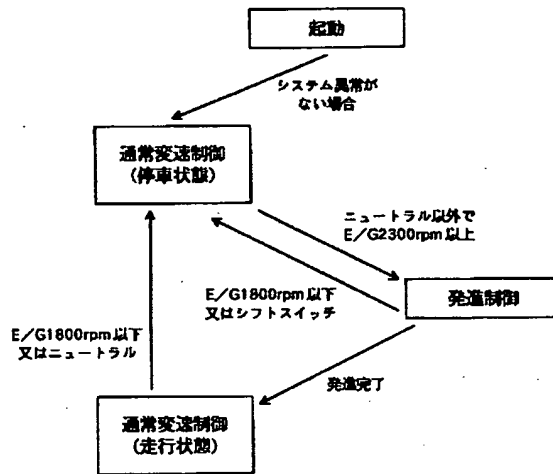 起動
システム異常が
ない場合
通常変速制御
(停車状態)
ニュートラル以外で
E/G2300rpm以上
E/G1800rpm以下
又はシフトスイッチ
発進制御
E/G1800rpm以下
又はニュートラル
発進完了
通常変速制御
(走行状態)